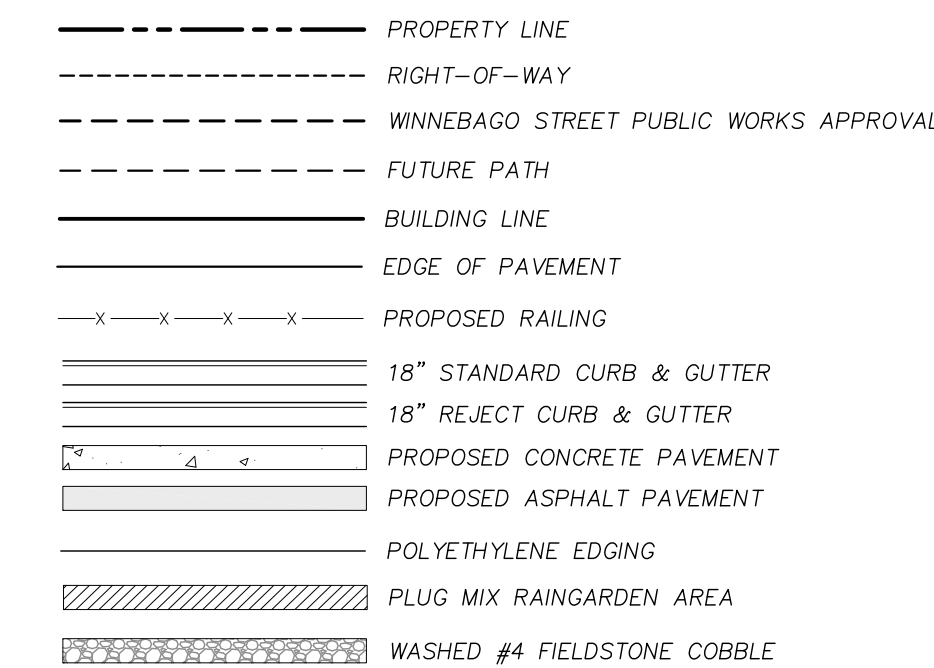 PROPERTY LINE
RIGHT-OF-WAY
WINNEBAGO STREET PUBLIC WORKS APPROVAL
FUTURE PATH
BUILDING LINE
EDGE OF PAVEMENT
X X X X PROPOSED RAILING
18" STANDARD CURB & GUTTER
18" REJECT CURB & GUTTER
PROPOSED CONCRETE PAVEMENT
PROPOSED ASPHALT PAVEMENT
POLYETHYLENE EDGING
PLUG MIX RAINGARDEN AREA
WASHED #4 FIELDSTONE COBBLE